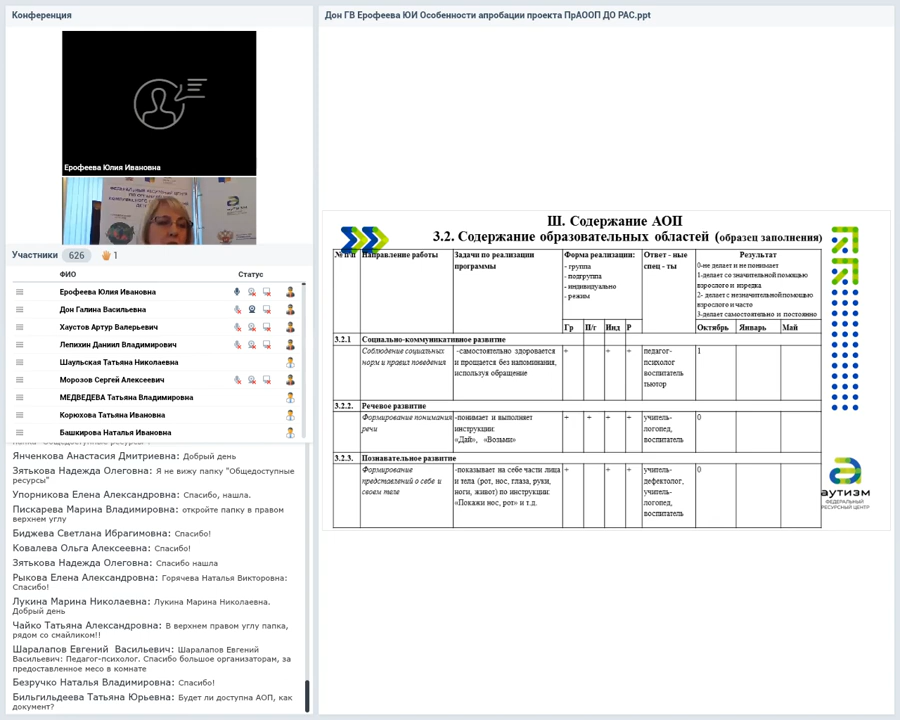 Конференция
Ерофеева Юлия Ивановна
Участники 626 1
ФИО Статус
Ерофеева Юлия Ивановна
Дон Галина Васильевна
Хаустов Артур Валерьевич
Лепихин Даниил Владимирович
Шаульская Татьяна Николаевна
Морозов Сергей Алексеевич
МЕДВЕДЕВА Татьяна Владимировна
Корюхова Татьяна Ивановна
Башкирова Наталья Ивановна
Янченкова Анастасия Дмитриевна: Добрый день
Зятькова Надежда Олеговна: Я не вижу папку "Общедоступные
ресурсы"
Упорникова Елена Александровна: Спасибо, нашла.
Пискарева Марина Владимировна: откройте папку в правом
верхнем углу
Биджева Светлана Ибрагимовна: Спасибо!
Ковалева Ольга Алексеевна: Спасибо!
Зятькова Надежда Олеговна: Спасибо нашла
Рыкова Елена Александровна: Горячева Наталья Викторовна:
Спасибо!
Лукина Марина Николаевна: Лукина Марина Николаевна.
Добрый день
Чайко Татьяна Александровна: В верхнем правом углу папка,
рядом со смайликом!!
Шаралапов Евгений Васильевич: Шаралапов Евгений
Васильевич: Педагог-психолог. Спасибо большое организаторам, за
предоставленное месо в комнате
Безручко Наталья Владимировна: Спасибо!
Бильгильдеева Татьяна Юрьевна: Будет ли доступна АОП, как
документ?
Дон ГВ Ерофеева ЮИ Особенности апробации проекта ПрАООП ДО РАС.ppt
III. Содержание АОП
3.2. Содержание образовательных областей (образец заполнения)
№ п/п Направление работы Задачи по реализации программы Форма реализации: - группа - подгруппа - индивидуально - режим Ответ - ные спец - ты Результат
0-не делает и не понимает
1-делает со значительной помощью
взрослого и изредка
2- делает с незначительной помощью
взрослого и часто
3-делает самостоятельно и постоянно
Гр П/г Инд Р Октябрь Январь Май
3.2.1 Социально-коммуникативное развитие
Соблюдение социальных норм и правил поведения -самостоятельно здоровается и прощается без напоминания, используя обращение + + + педагог-психолог воспитатель тьютор 1
3.2.2. Речевое развитие
Формирование понимания речи -понимает и выполняет инструкции: «Дай», «Возьми» + + + + учитель-логопед, воспитатель 0
3.2.3. Познавательное развитие
Формирование представлений о себе и своем теле -показывает на себе части лица и тела (рот, нос, глаза, руки, ноги, живот) по инструкции: «Покажи нос, рот» и т.д. + + + учитель-дефектолог, учитель-логопед, воспитатель 0
аутизм
ФЕДЕРАЛЬНЫЙ
РЕСУРСНЫЙ ЦЕНТР